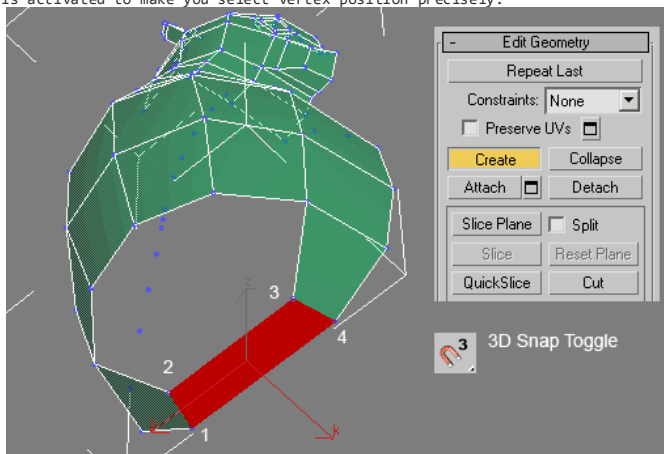 is activated to make you select vertex position precisely.
- Edit Geometry
Repeat Last
Constraints: None
Preserve UVs
Create Collapse
Attach Detach
Slice Plane Split
Slice Reset Plane
QuickSlice Cut
3 3D Snap Toggle
z
3
4
2
1